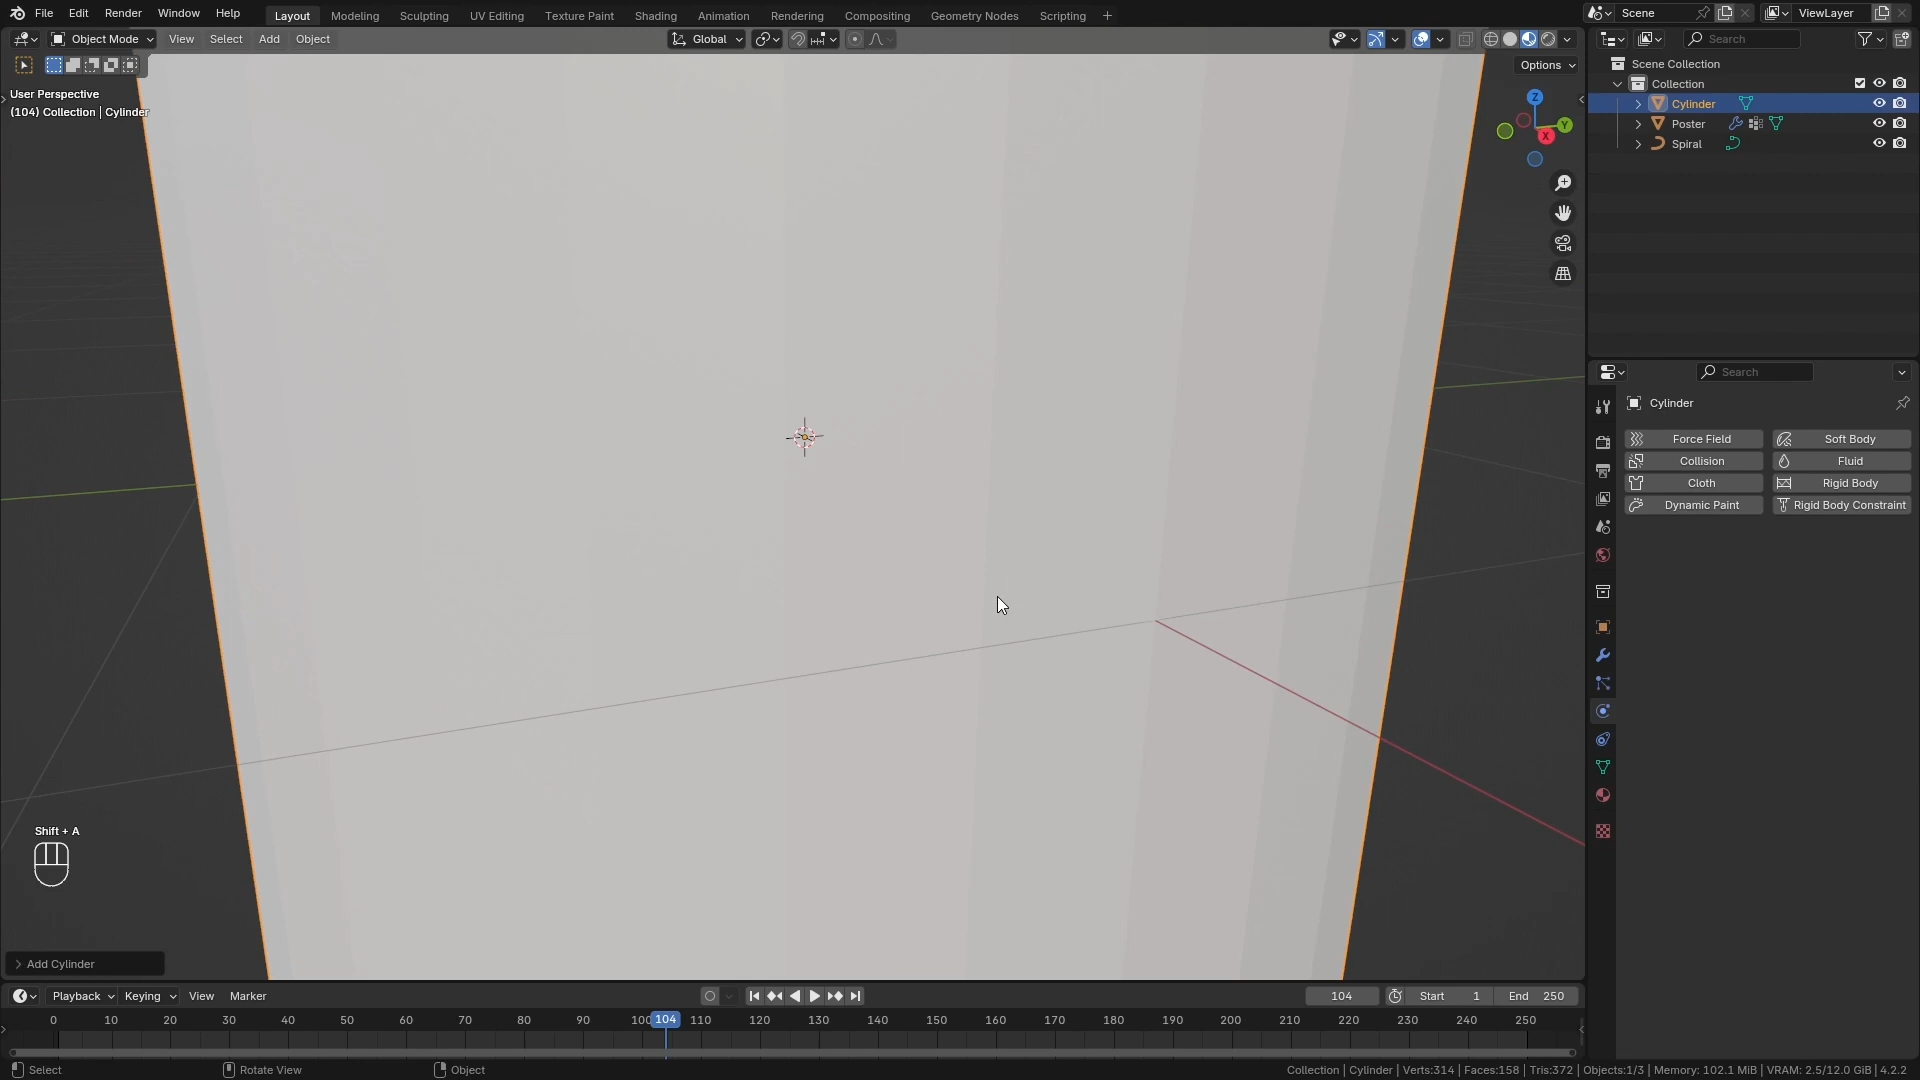 File Edit Render Window Help Layout Modeling Sculpting UV Editing Texture Paint Shading Animation Rendering Compositing Geometry Nodes Scripting + Scene ViewLayer
Object Mode View Select Add Object Global Search
Options
User Perspective
(104) Collection | Cylinder
Z
Y
X
Scene Collection
Collection
Cylinder
Poster
Spiral
Search
Cylinder
Force Field Soft Body
Collision Fluid
Cloth Rigid Body
Dynamic Paint Rigid Body Constraint
Shift + A
Add Cylinder
Playback Keying View Marker 104 Start 1 End 250
0 10 20 30 40 50 60 70 80 90 100 104 110 120 130 140 150 160 170 180 190 200 210 220 230 240 250
Select Rotate View Object Collection | Cylinder | Verts:314 | Faces:158 | Tris:372 | Objects:1/3 | Memory: 102.1 MiB | VRAM: 2.5/12.0 GiB | 4.2.2